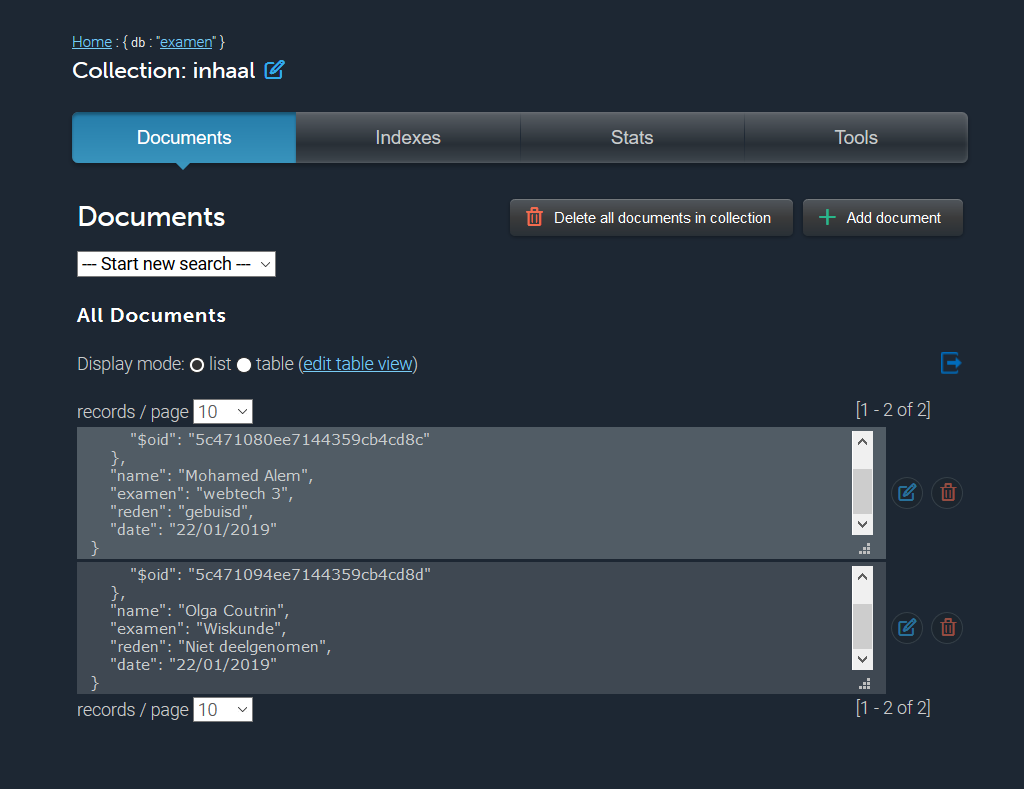 Home : { db : "examen" }
Collection: inhaal
Documents Indexes Stats Tools
Documents
Delete all documents in collection
Add document
--- Start new search ---
All Documents
Display mode: list table (edit table view)
records / page 10
[1 - 2 of 2]
"$oid": "5c471080ee7144359cb4cd8c"
},
"name": "Mohamed Alem",
"examen": "webtech 3",
"reden": "gebuisd",
"date": "22/01/2019"
}
"$oid": "5c471094ee7144359cb4cd8d"
},
"name": "Olga Coutrin",
"examen": "Wiskunde",
"reden": "Niet deelgenomen",
"date": "22/01/2019"
}
records / page 10
[1 - 2 of 2]